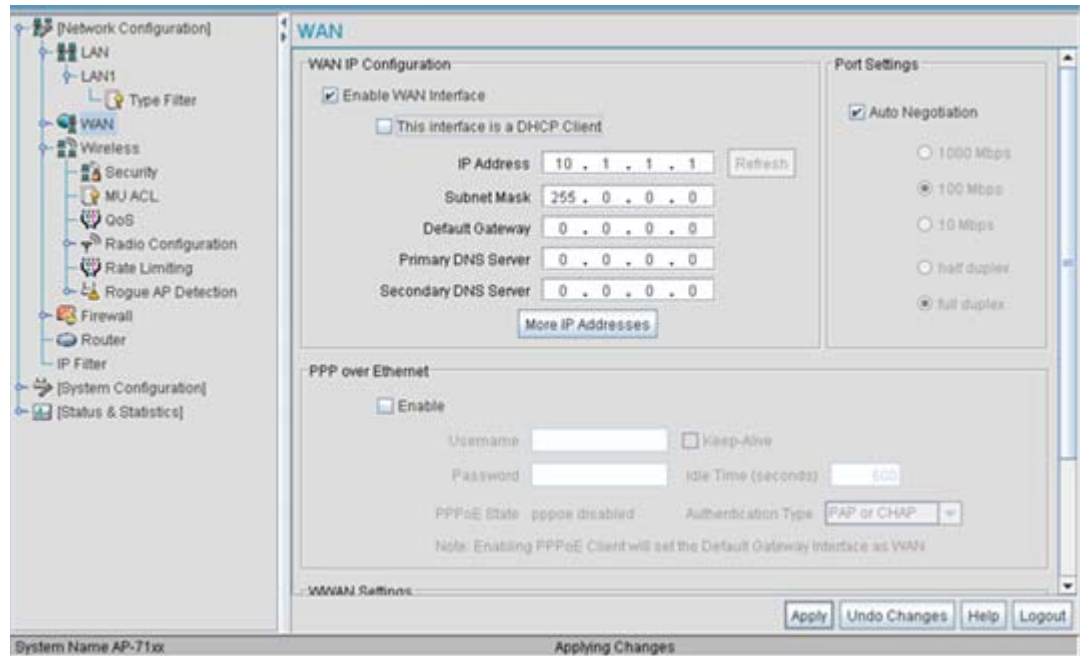 [Network Configuration]
LAN
LAN1
Type Filter
WAN
Wireless
Security
MU ACL
QoS
Radio Configuration
Rate Limiting
Rogue AP Detection
Firewall
Router
IP Filter
[System Configuration]
[Status & Statistics]
WAN
WAN IP Configuration
Enable WAN Interface
This interface is a DHCP Client
IP Address 10 . 1 . 1 . 1 Refresh
Subnet Mask 255 . 0 . 0 . 0
Default Gateway 0 . 0 . 0 . 0
Primary DNS Server 0 . 0 . 0 . 0
Secondary DNS Server 0 . 0 . 0 . 0
More IP Addresses
Port Settings
Auto Negotiation
1000 Mbps
100 Mbps
10 Mbps
half duplex
full duplex
PPP over Ethernet
Enable
Username Keep-Alive
Password Idle Time (seconds) 600
PPPoE State pppoe disabled Authentication Type PAP or CHAP
Note: Enabling PPPoE Client will set the Default Gateway Interface as WAN
WWAN Settings
Apply Undo Changes Help Logout
System Name AP-71xx Applying Changes